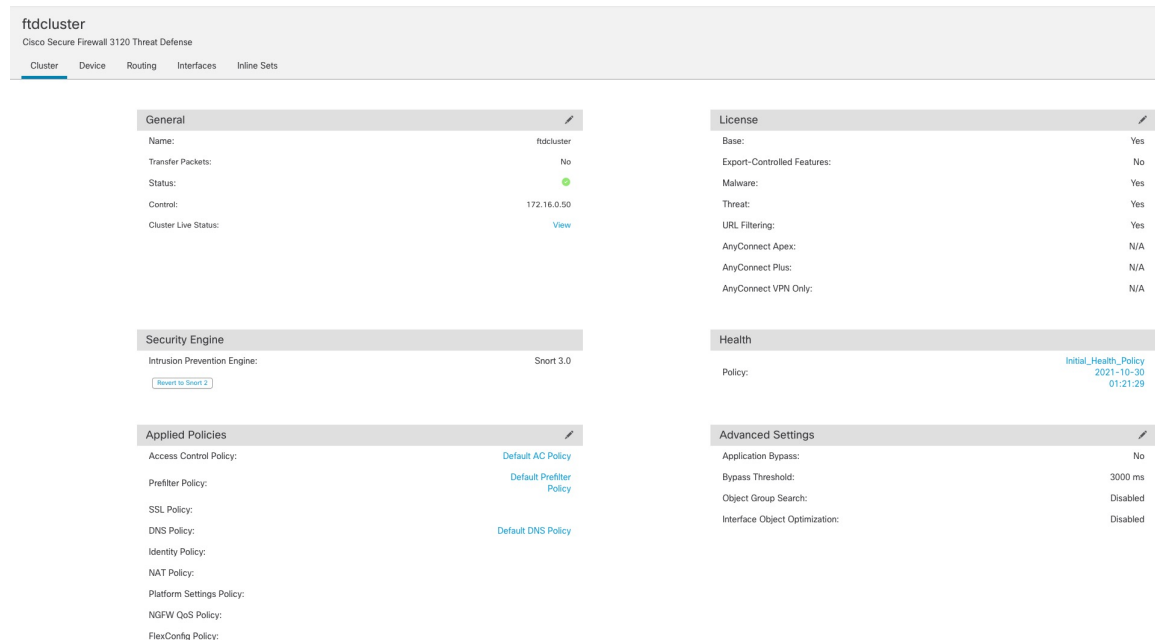 ftdcluster
Cisco Secure Firewall 3120 Threat Defense
Cluster Device Routing Interfaces Inline Sets
General
Name: ftdcluster
Transfer Packets: No
Status:
Control: 172.16.0.50
Cluster Live Status: View
License
Base: Yes
Export-Controlled Features: No
Malware: Yes
Threat: Yes
URL Filtering: Yes
AnyConnect Apex: N/A
AnyConnect Plus: N/A
AnyConnect VPN Only: N/A
Security Engine
Intrusion Prevention Engine: Snort 3.0
Revert to Snort 2
Health
Policy: Initial_Health_Policy
2021-10-30
01:21:29
Applied Policies
Access Control Policy: Default AC Policy
Prefilter Policy: Default Prefilter
Policy
SSL Policy:
DNS Policy: Default DNS Policy
Identity Policy:
NAT Policy:
Platform Settings Policy:
NGFW QoS Policy:
FlexConfig Policy:
Advanced Settings
Application Bypass: No
Bypass Threshold: 3000 ms
Object Group Search: Disabled
Interface Object Optimization: Disabled